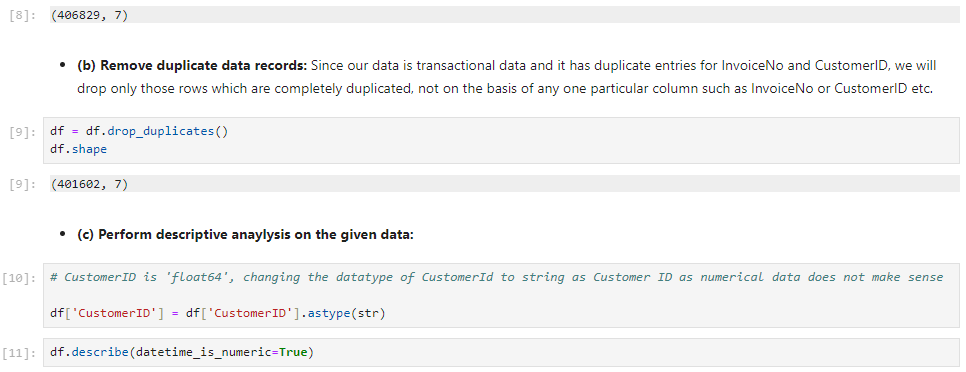 [8]: (406829, 7)
• (b) Remove duplicate data records: Since our data is transactional data and it has duplicate entries for InvoiceNo and CustomerID, we will
drop only those rows which are completely duplicated, not on the basis of any one particular column such as InvoiceNo or CustomerID etc.
[9]: df = df.drop_duplicates()
df.shape
[9]: (401602, 7)
• (c) Perform descriptive anaylysis on the given data:
[10]: # CustomerID is 'float64', changing the datatype of CustomerId to string as Customer ID as numerical data does not make sense
df['CustomerID'] = df['CustomerID'].astype(str)
[11]: df.describe(datetime_is_numeric=True)